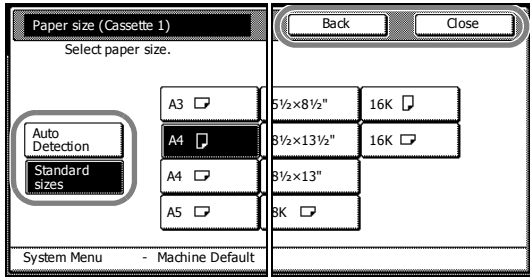 Paper size (Cassette 1)
Back
Close
Select paper size.
Auto
Detection
Standard
sizes
A3
5½×8½"
16K
A4
8½×13½"
16K
A4
8½×13"
A5
8K
System Menu - Machine Default